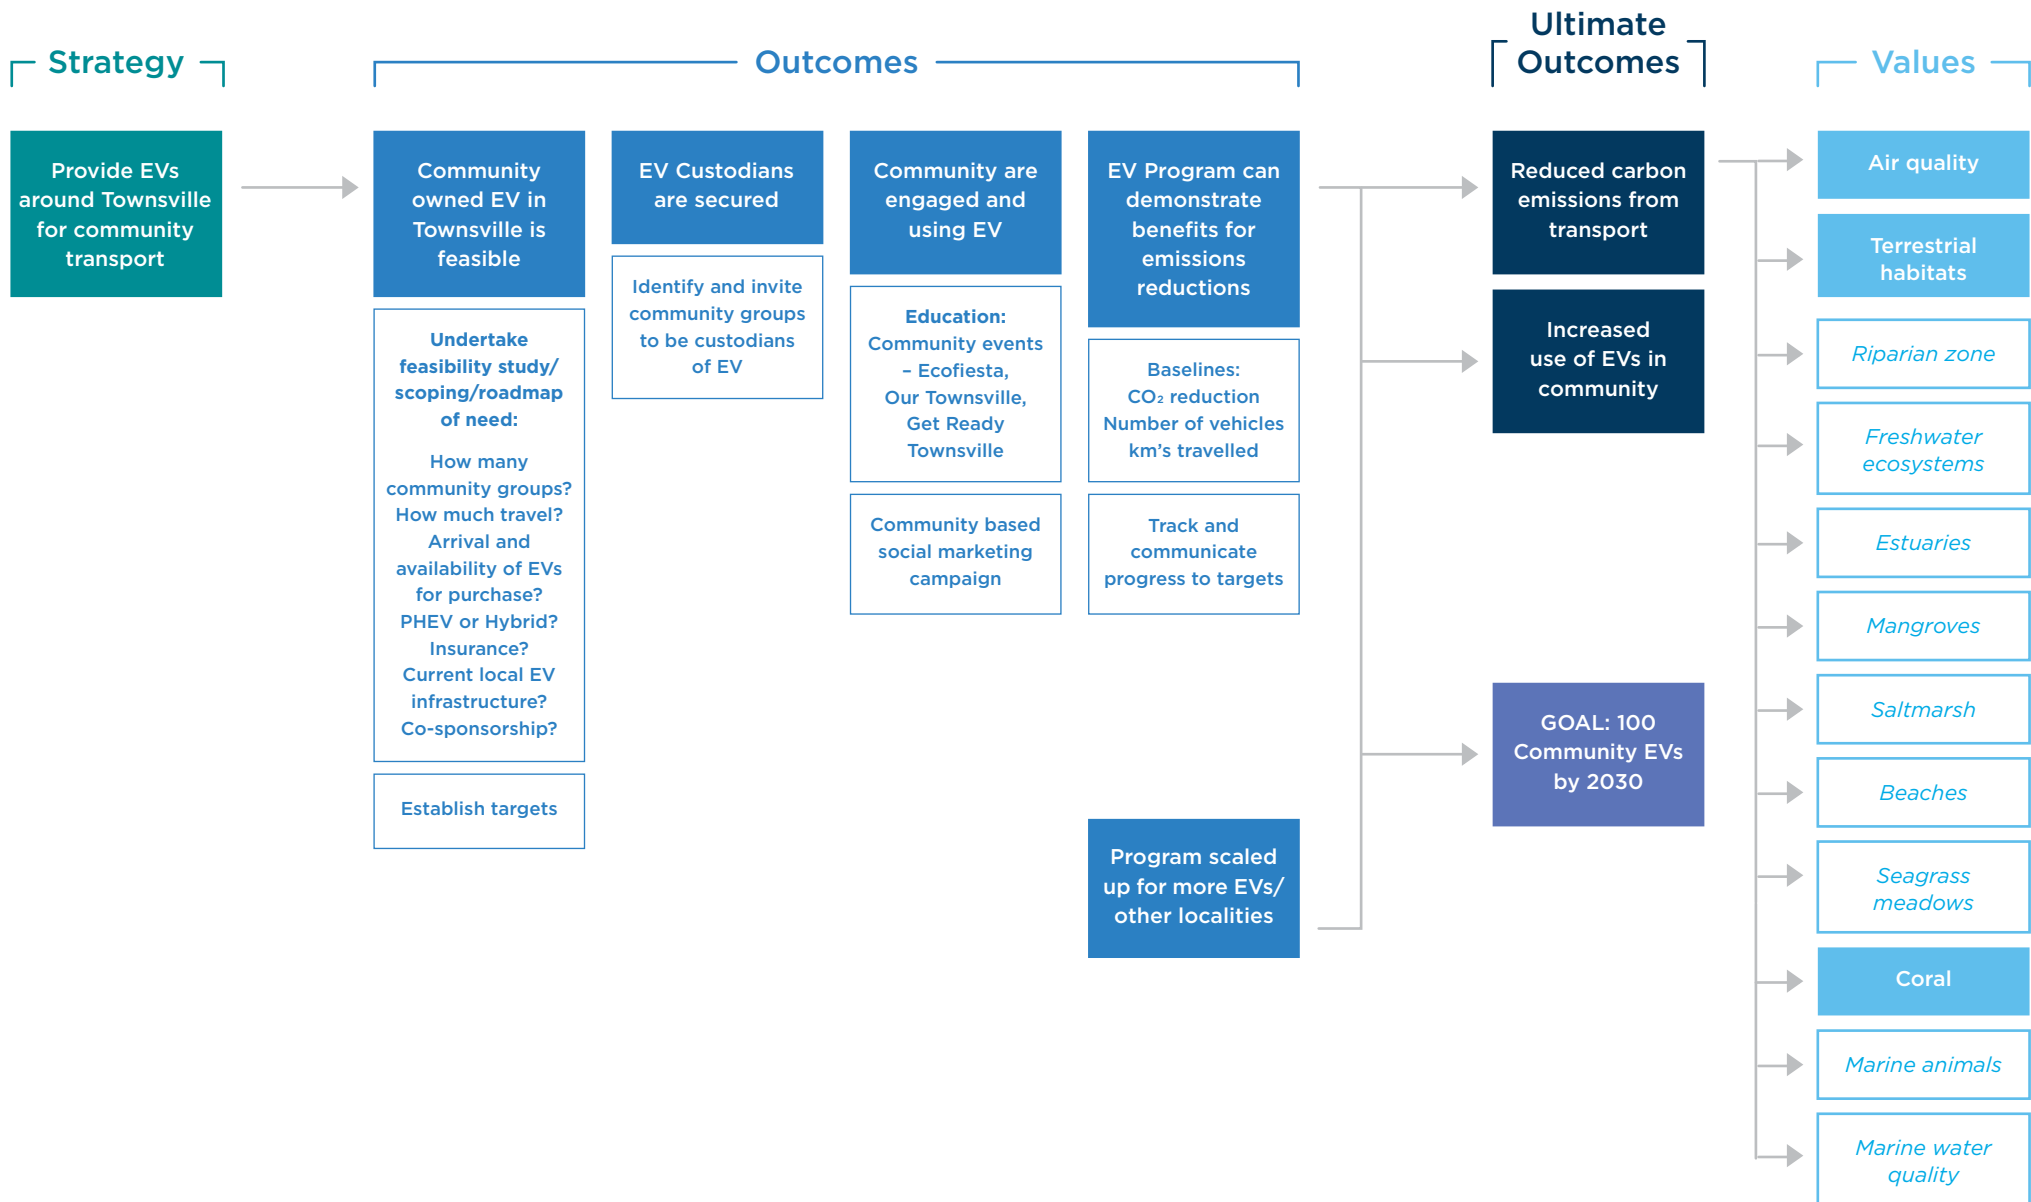 Strategy
Outcomes
Ultimate
Outcomes
Values
Provide EVs
around Townsville
for community
transport
Community
owned EV in
Townsville is
feasible
Undertake
feasibility study/
scoping/roadmap
of need:
How many
community groups?
How much travel?
Arrival and
availability of EVs
for purchase?
PHEV or Hybrid?
Insurance?
Current local EV
infrastructure?
Co-sponsorship?
Establish targets
EV Custodians
are secured
Identify and invite
community groups
to be custodians
of EV
Community are
engaged and
using EV
Education:
Community events
– Ecofiesta,
Our Townsville,
Get Ready
Townsville
Community based
social marketing
campaign
EV Program can
demonstrate
benefits for
emissions
reductions
Baselines:
CO₂ reduction
Number of vehicles
km's travelled
Track and
communicate
progress to targets
Program scaled
up for more EVs/
other localities
Reduced carbon
emissions from
transport
Increased
use of EVs in
community
GOAL: 100
Community EVs
by 2030
Air quality
Terrestrial
habitats
Riparian zone
Freshwater
ecosystems
Estuaries
Mangroves
Saltmarsh
Beaches
Seagrass
meadows
Coral
Marine animals
Marine water
quality